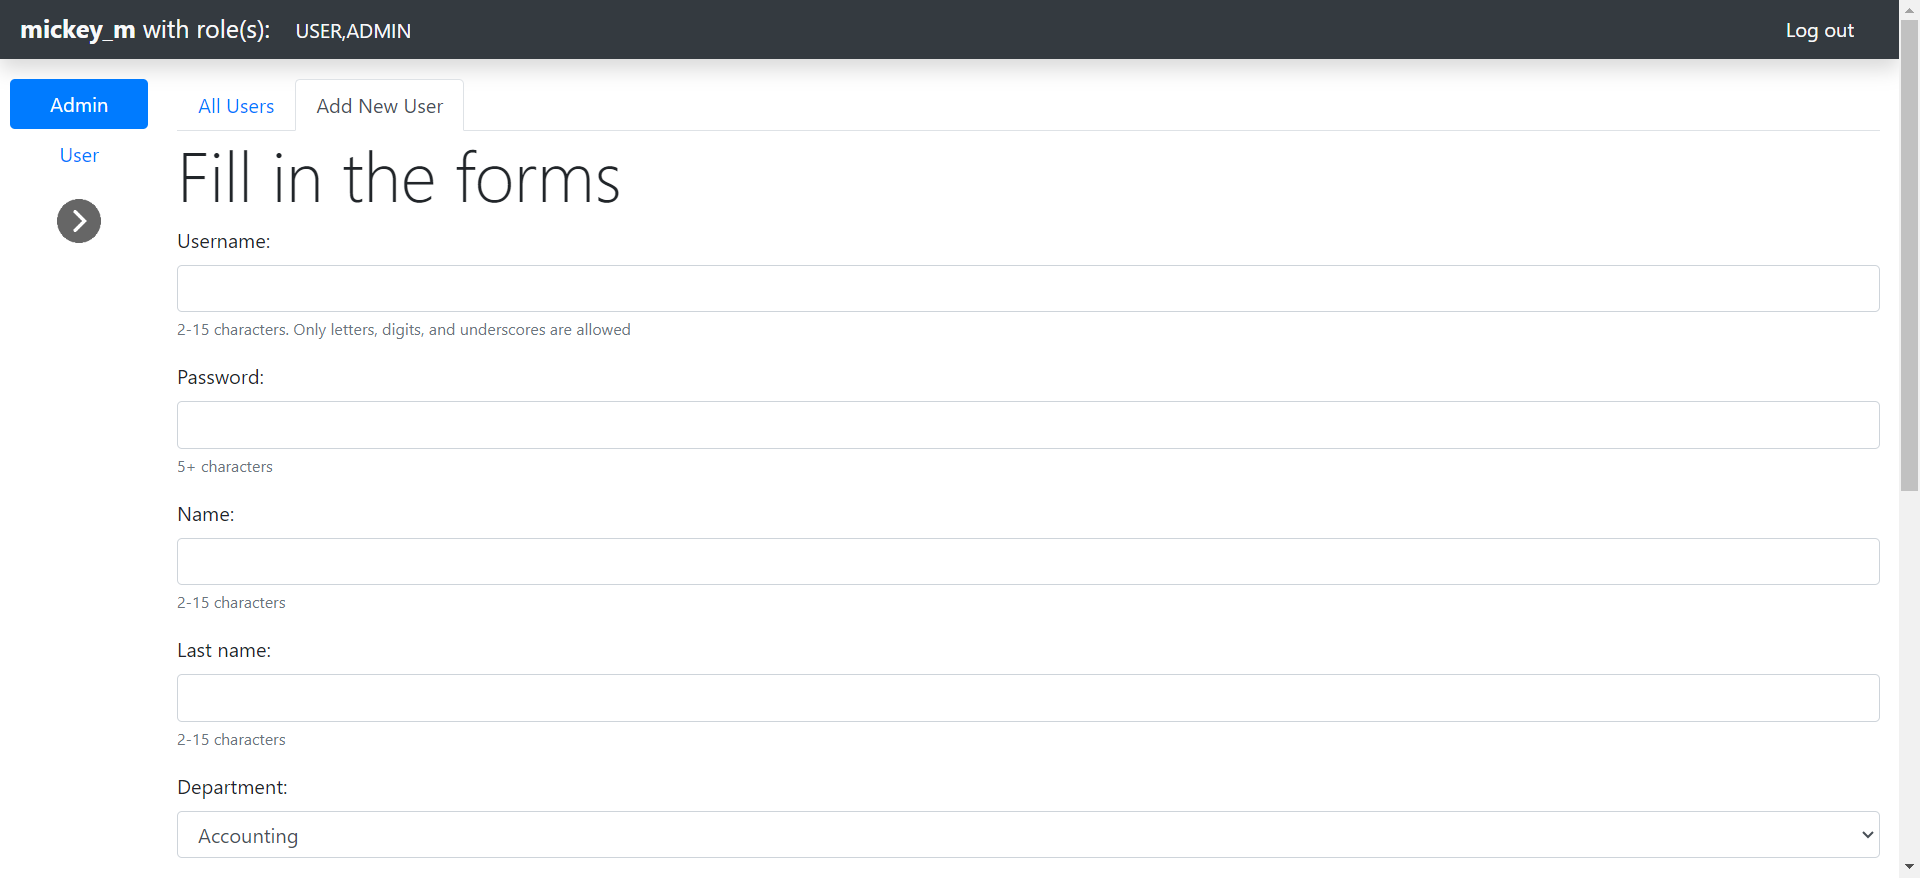 mickey_m with role(s): USER,ADMIN
Log out
Admin
User
All Users
Add New User
Fill in the forms
Username:
2-15 characters. Only letters, digits, and underscores are allowed
Password:
5+ characters
Name:
2-15 characters
Last name:
2-15 characters
Department:
Accounting